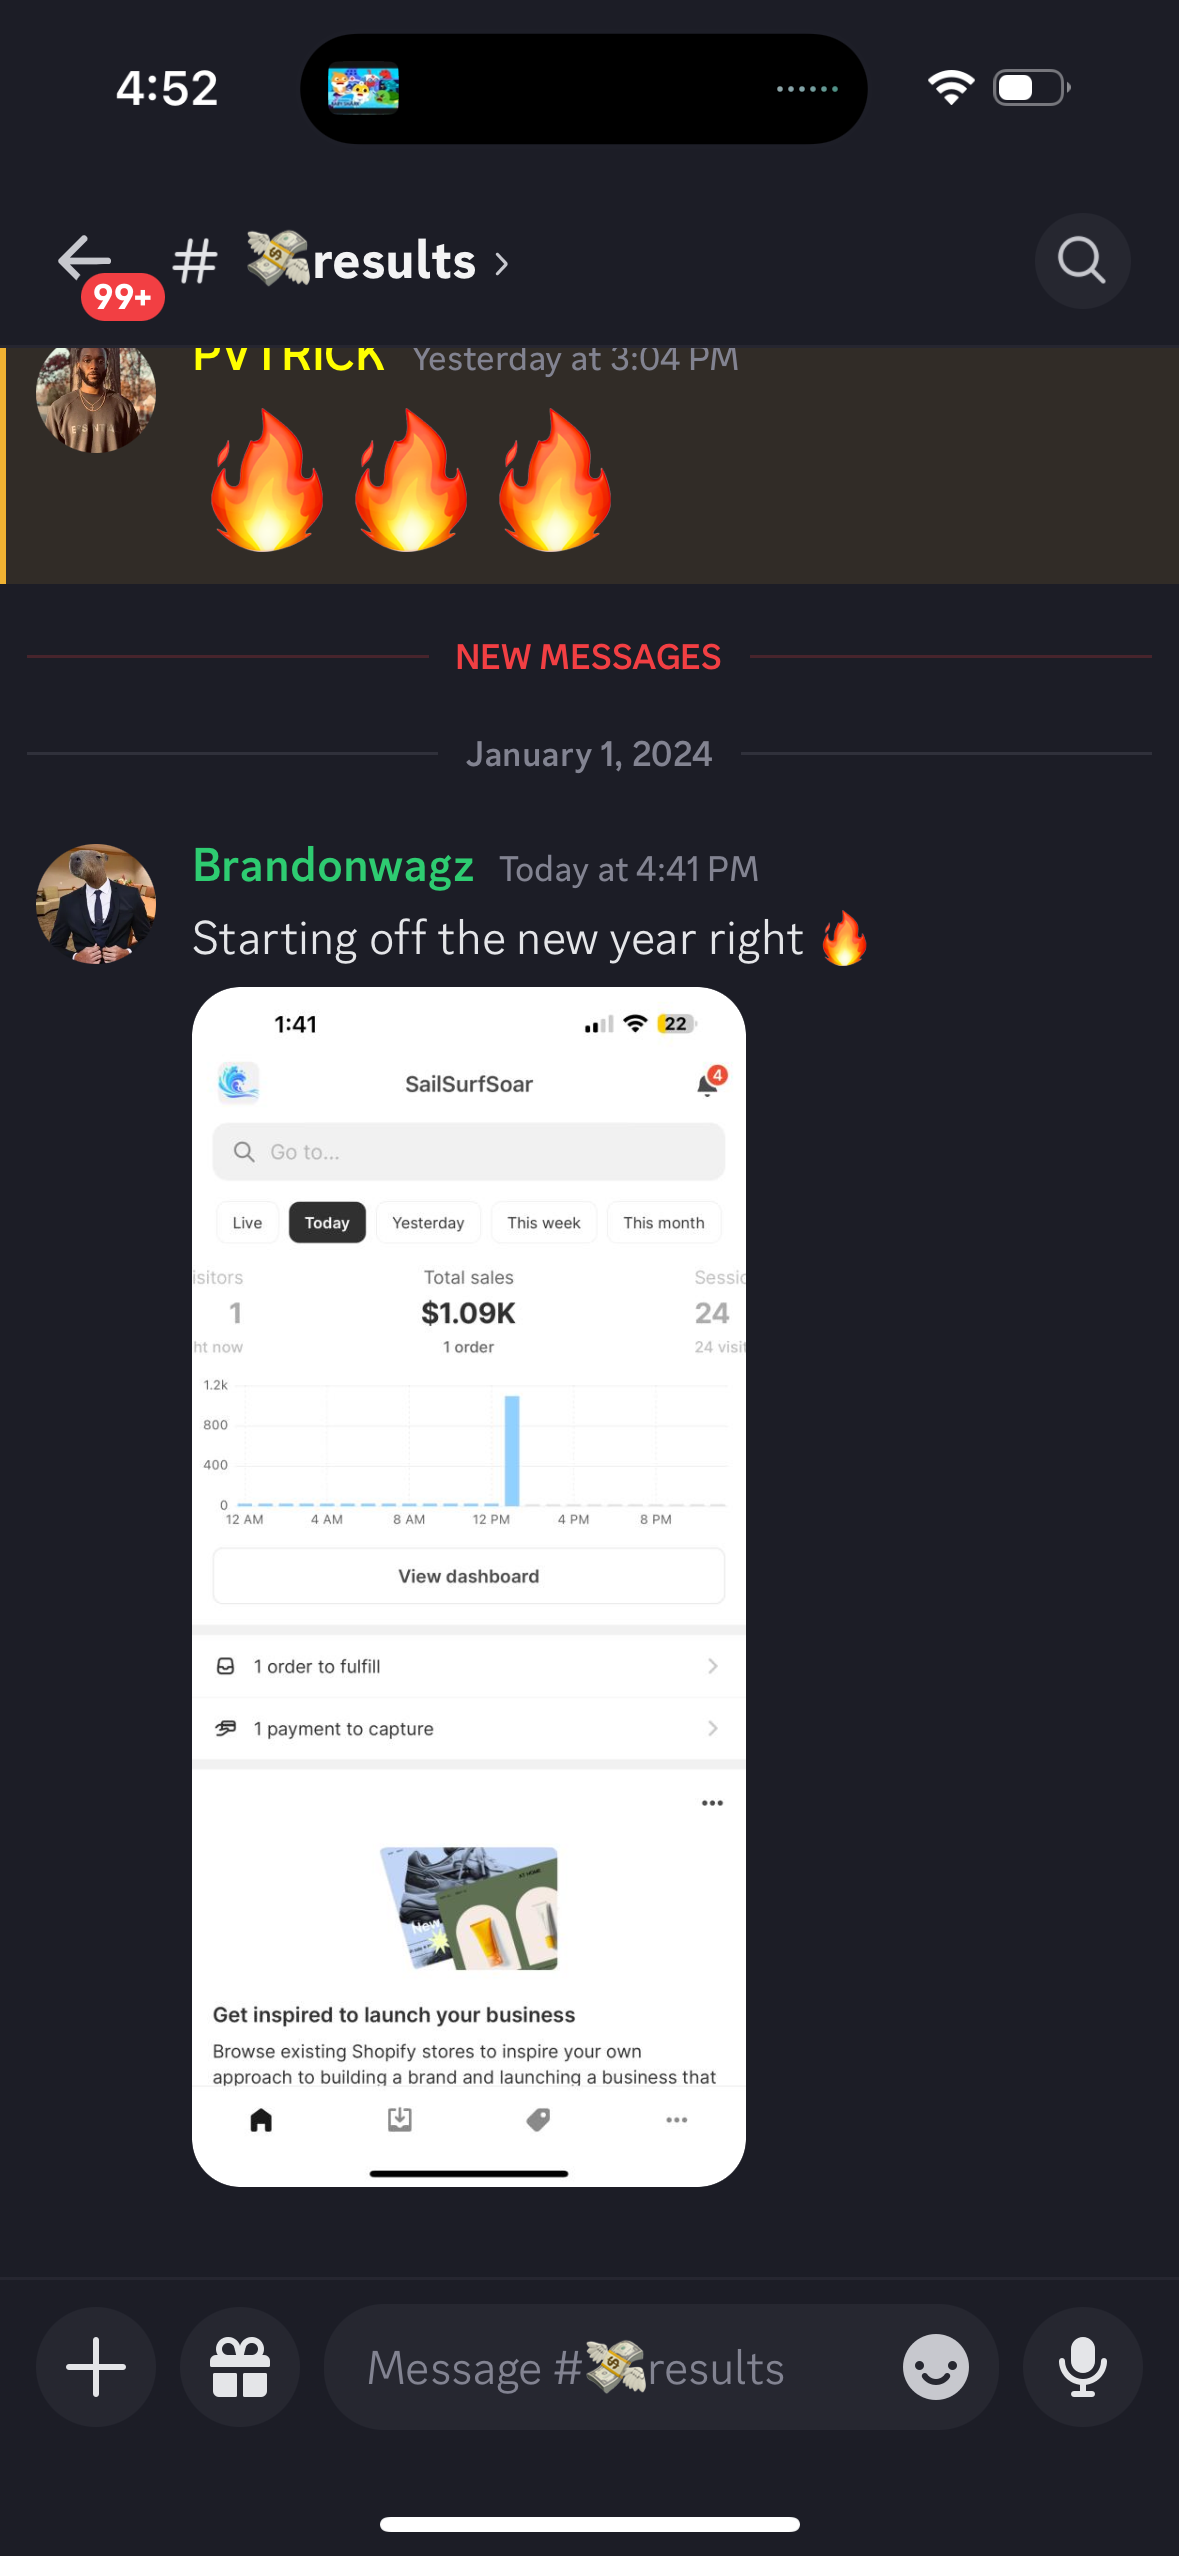 4:52
# 💸results ›
99+
PVTRICK Yesterday at 3:04 PM
🔥🔥🔥
NEW MESSAGES
January 1, 2024
Brandonwagz Today at 4:41 PM
Starting off the new year right 🔥
1:41 22
SailSurfSoar 4
Go to...
Live Today Yesterday This week This month
isitors Total sales Sessio
1 $1.09K 24
ht now 1 order 24 visit
1.2k
800
400
0
12 AM 4 AM 8 AM 12 PM 4 PM 8 PM
View dashboard
1 order to fulfill
1 payment to capture
New
Get inspired to launch your business
Browse existing Shopify stores to inspire your own
approach to building a brand and launching a business that
Message #💸results